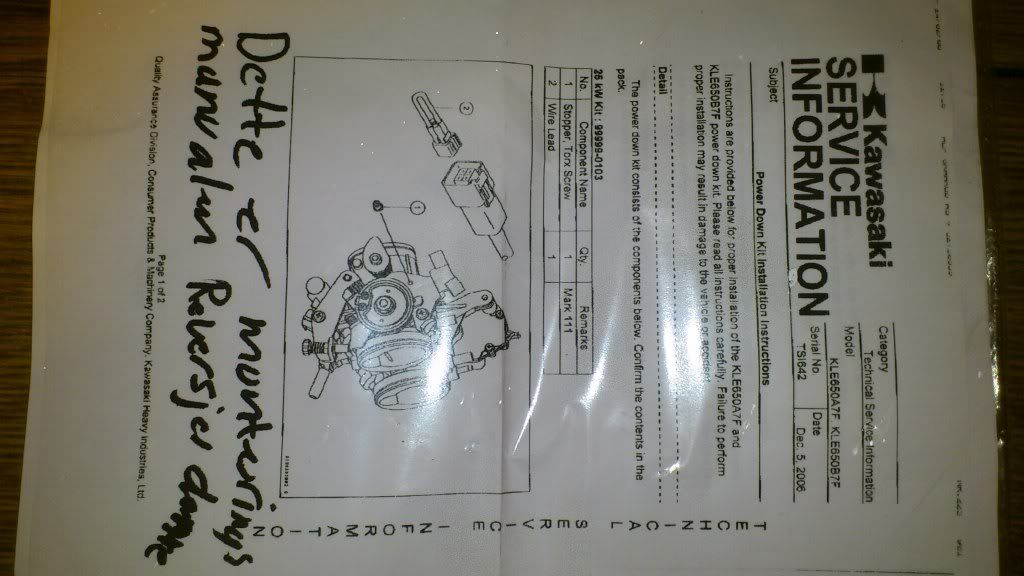 Kawasaki
SERVICE
INFORMATION
Category
Technical Service Information
Model
KLE650A7F KLE650B7F
Serial No. Date
TSI642 Dec. 5, 2006
Subject
Power Down Kit Installation Instructions
Instructions are provided below for proper installation of the KLE650A7F and
KLE650B7F power down kit. Please read all instructions carefully. Failure to perform
proper installation may result in damage to the vehicle or accident.
Detail
The power down kit consists of the components below. Confirm the contents in the
pack.
26 kW Kit : 99999-0103
No. Component Name Qty. Remarks
1 Stopper, Torx Screw 1 Mark 111
2 Wire Lead 1
2
1
TECHNICAL SERVICE INFORMATION
Dette er monterings
manualen Reversjer denne
Page 1 of 2
Quality Assurance Division, Consumer Products & Machinery Company, Kawasaki Heavy Industries, Ltd.